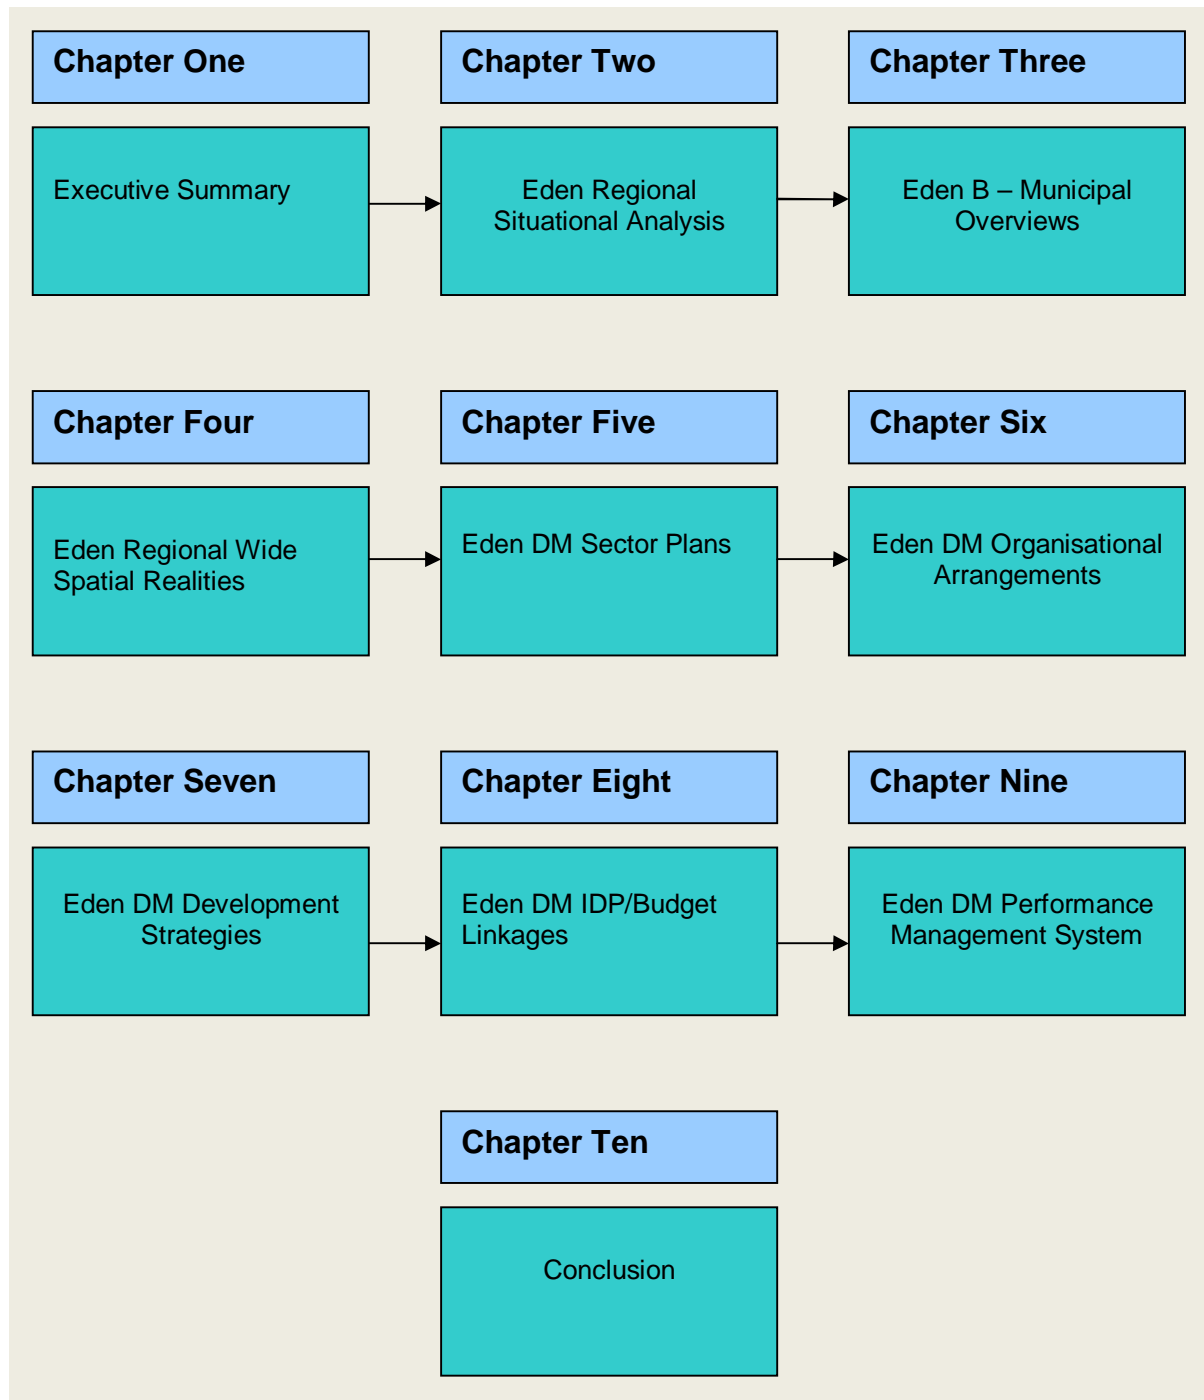 Chapter One
Chapter Two
Chapter Three
Executive Summary
Eden Regional
Situational Analysis
Eden B – Municipal
Overviews
Chapter Four
Chapter Five
Chapter Six
Eden Regional Wide
Spatial Realities
Eden DM Sector Plans
Eden DM Organisational
Arrangements
Chapter Seven
Chapter Eight
Chapter Nine
Eden DM Development
Strategies
Eden DM IDP/Budget
Linkages
Eden DM Performance
Management System
Chapter Ten
Conclusion